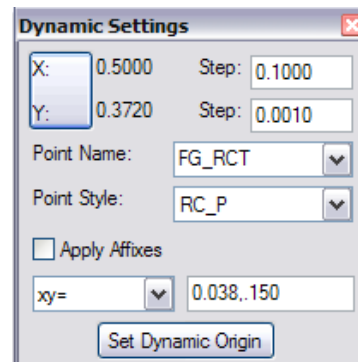 Dynamic Settings
X: 0.5000 Step: 0.1000
Y: 0.3720 Step: 0.0010
Point Name: FG_RCT
Point Style: RC_P
Apply Affixes
xy= 0.038,.150
Set Dynamic Origin